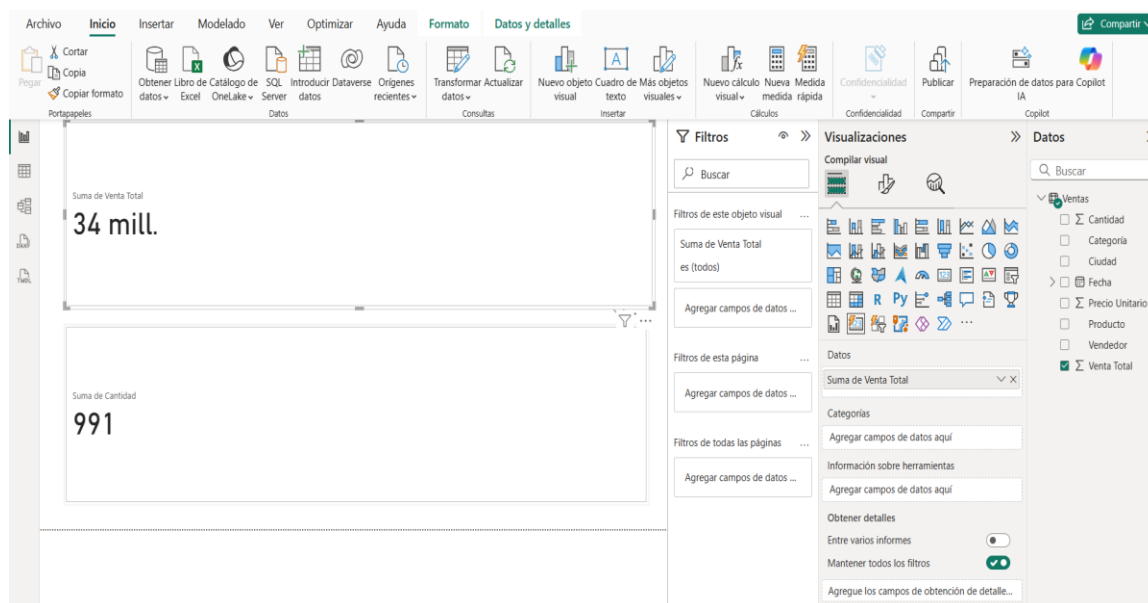 Archivo Inicio Insertar Modelado Ver Optimizar Ayuda Formato Datos y detalles Compartir
Pegar
Cortar
Copia
Copiar formato
Portapapeles
Obtener datos
Libro de Excel
Catálogo de OneLake
SQL Server
Introducir datos
Dataverse
Orígenes recientes
Datos
Transformar datos
Actualizar
Consultas
Nuevo objeto visual
Cuadro de texto
Más objetos visuales
Insertar
Nuevo cálculo visual
Nueva medida
Medida rápida
Cálculos
Confidencialidad
Confidencialidad
Publicar
Compartir
Preparación de datos para IA
Copilot
Copilot
DAX
TMDL
Suma de Venta Total
34 mill.
Suma de Cantidad
991
Filtros
Buscar
Filtros de este objeto visual ...
Suma de Venta Total
es (todos)
Agregar campos de datos ...
Filtros de esta página ...
Agregar campos de datos ...
Filtros de todas las páginas ...
Agregar campos de datos ...
Visualizaciones
Compilar visual
R Py
123
...
Datos
Suma de Venta Total
Categorías
Agregar campos de datos aquí
Información sobre herramientas
Agregar campos de datos aquí
Obtener detalles
Entre varios informes
Mantener todos los filtros
Agregue los campos de obtención de detalle...
Datos
Buscar
Ventas
∑ Cantidad
Categoría
Ciudad
Fecha
∑ Precio Unitario
Producto
Vendedor
∑ Venta Total